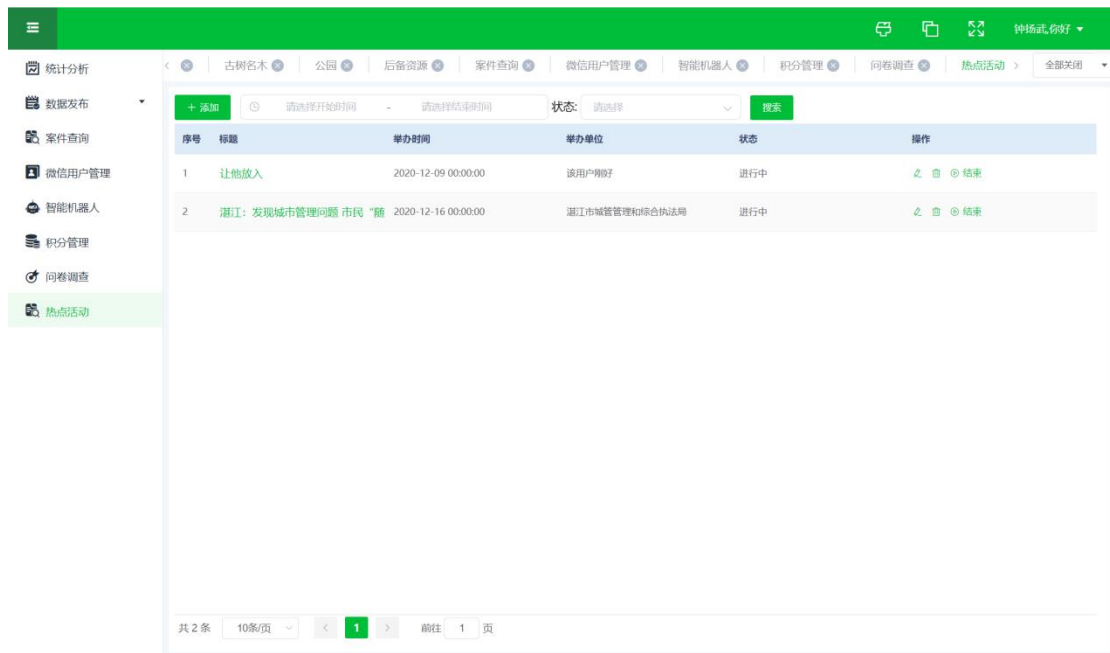 钟扬武,你好
统计分析
数据发布
案件查询
微信用户管理
智能机器人
积分管理
问卷调查
热点活动
古树名木 公园 后备资源 案件查询 微信用户管理 智能机器人 积分管理 问卷调查 热点活动 全部关闭
+ 添加 请选择开始时间 - 请选择结束时间 状态: 请选择 搜索
序号 标题 举办时间 举办单位 状态 操作
1 让他放入 2020-12-09 00:00:00 该用户刚好 进行中 结束
2 湛江：发现城市管理问题 市民“随 2020-12-16 00:00:00 湛江市城管管理和综合执法局 进行中 结束
共 2 条 10条/页 < 1 > 前往 1 页